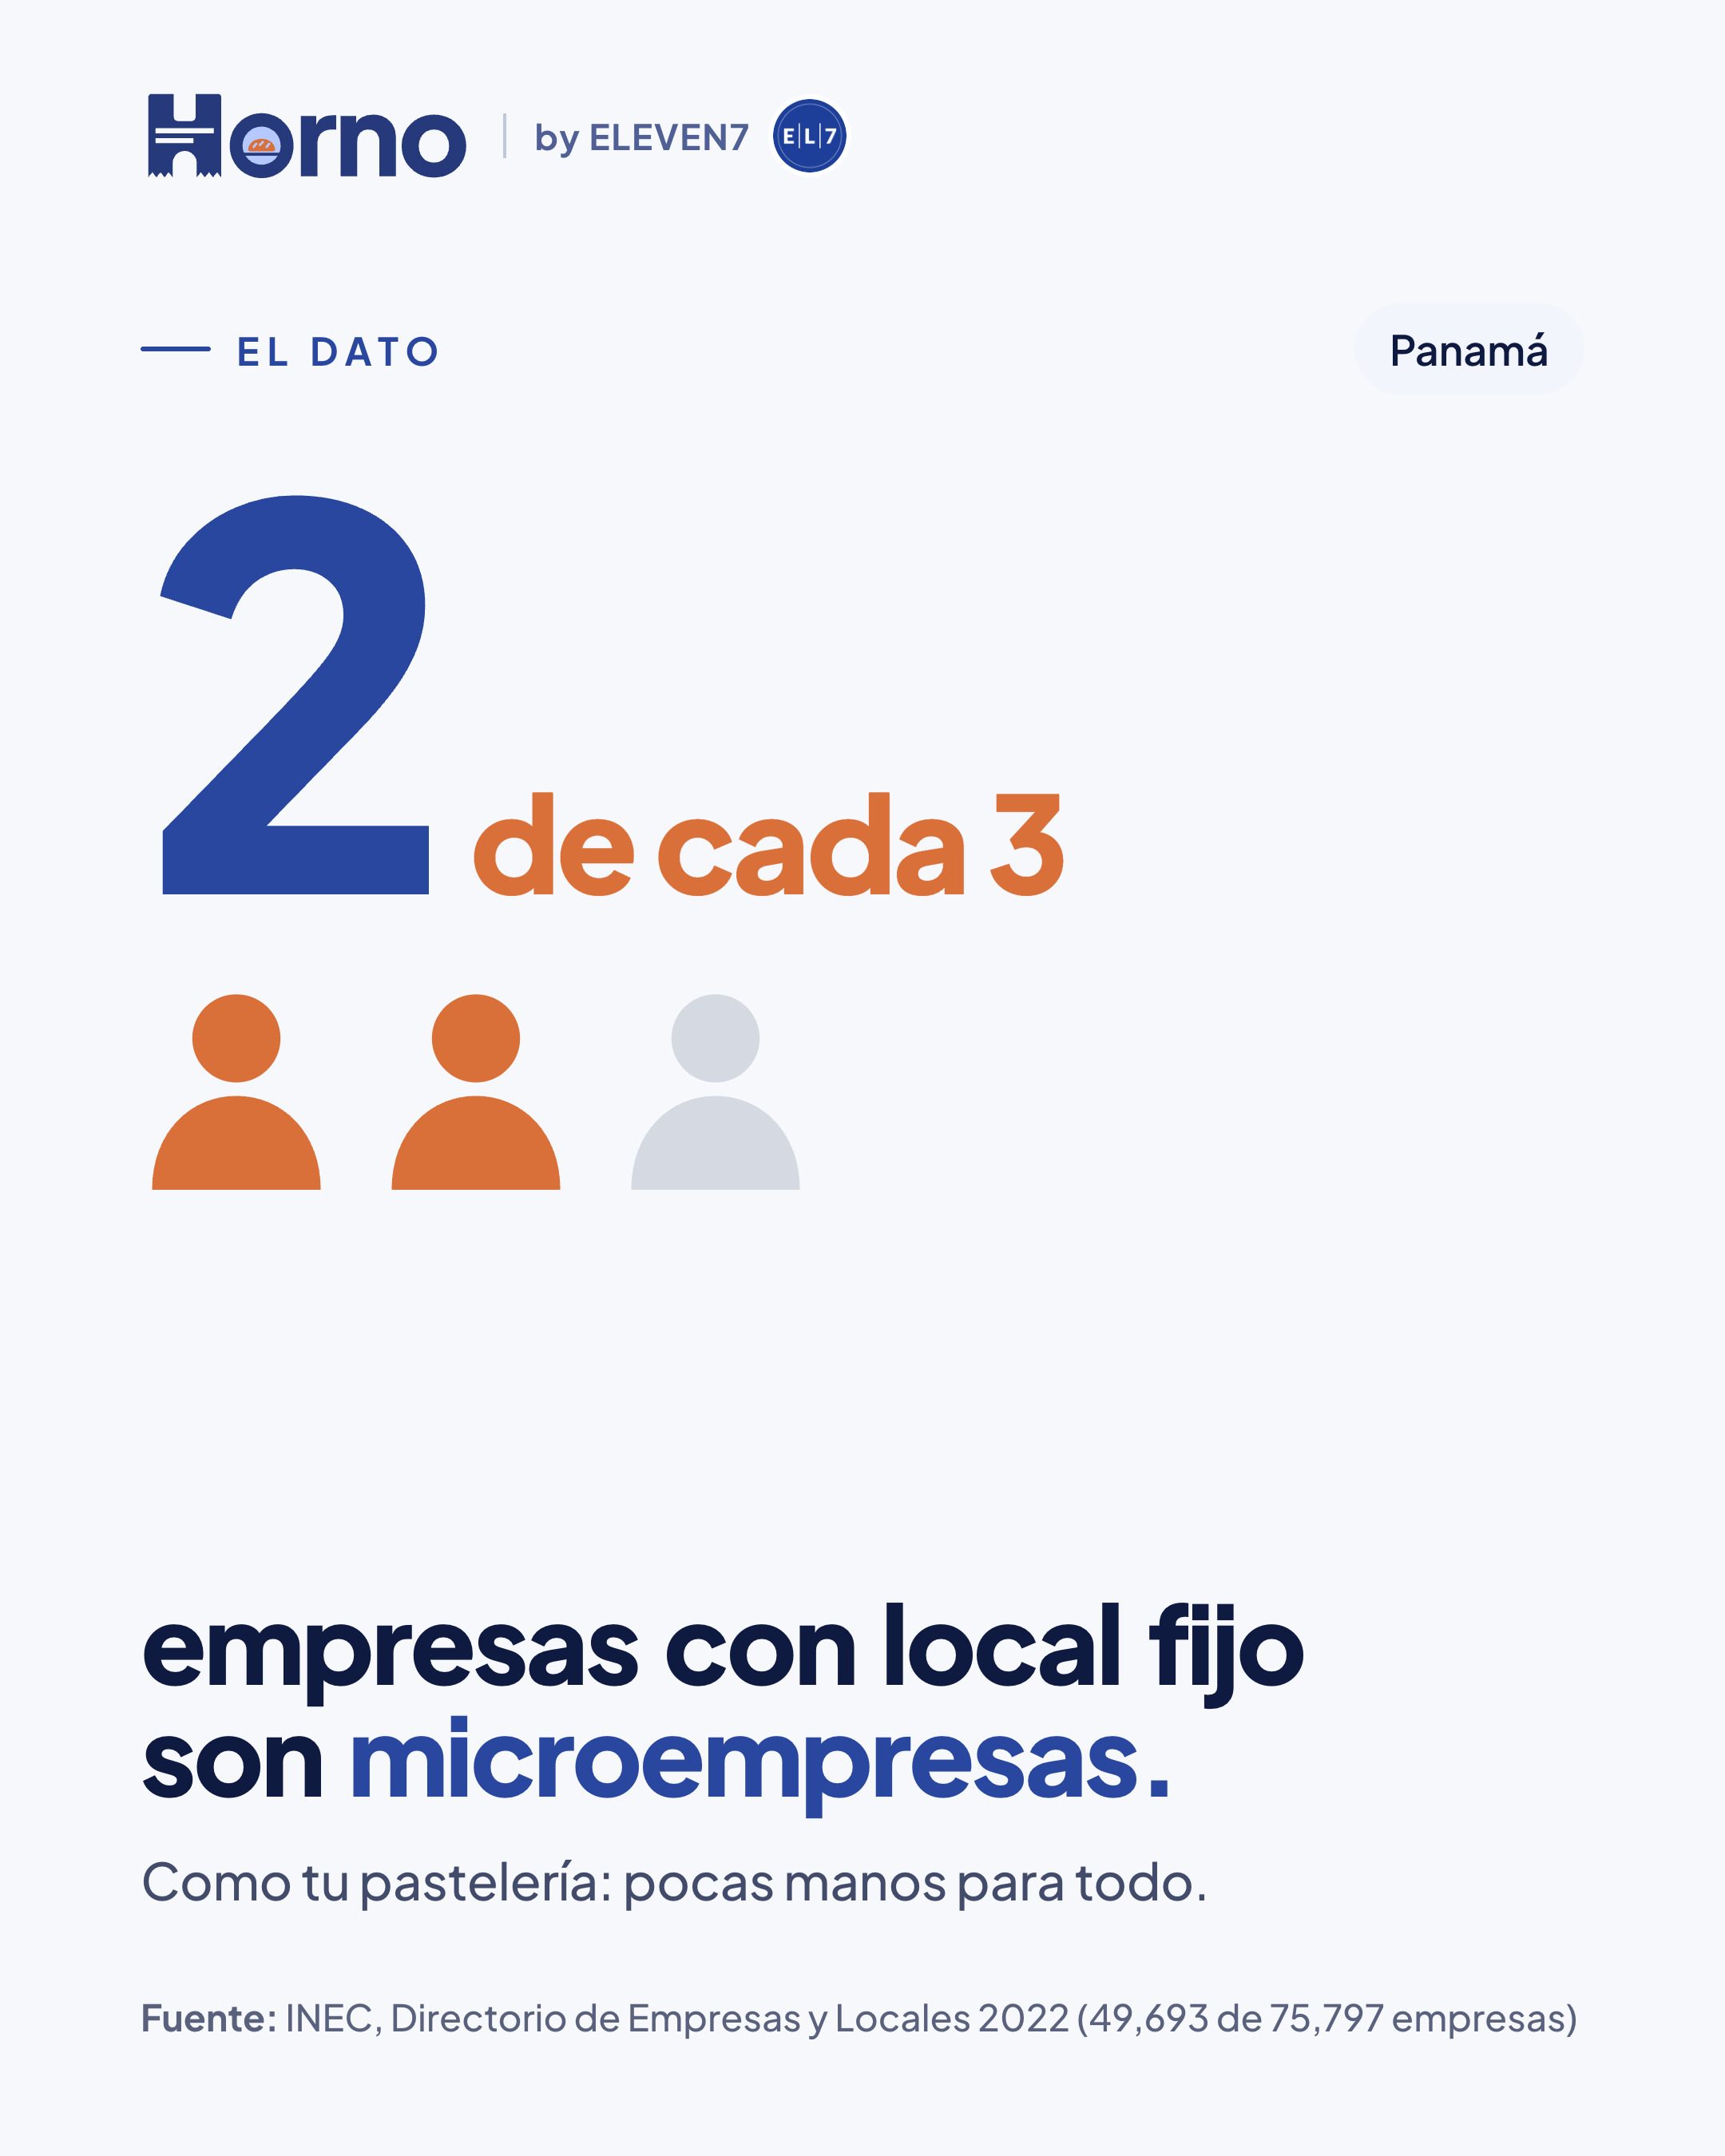 Horno
by ELEVEN7
E|L|7
EL DATO
Panamá
2 de cada 3
empresas con local fijo
son microempresas.
Como tu pastelería: pocas manos para todo.
Fuente: INEC, Directorio de Empresas y Locales 2022 (49,693 de 75,797 empresas)